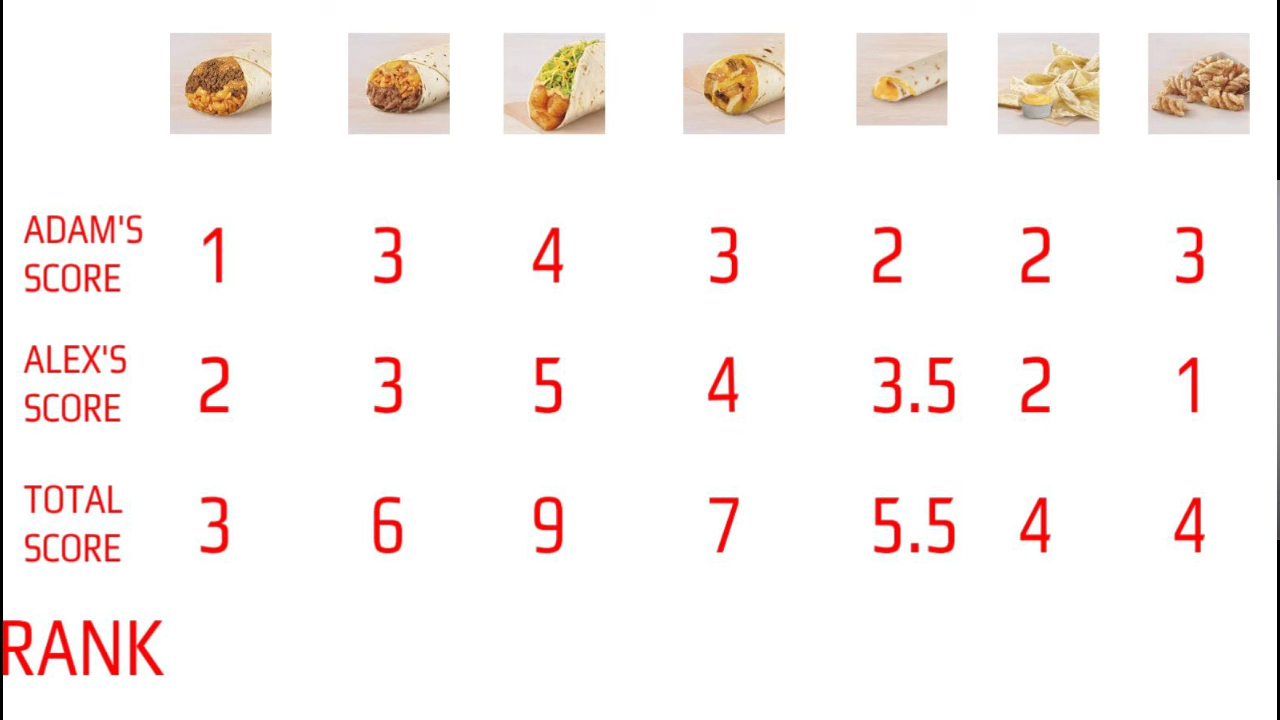 ADAM'S
SCORE
1 3 4 3 2 2 3
ALEX'S
SCORE
2 3 5 4 3.5 2 1
TOTAL
SCORE
3 6 9 7 5.5 4 4
RANK